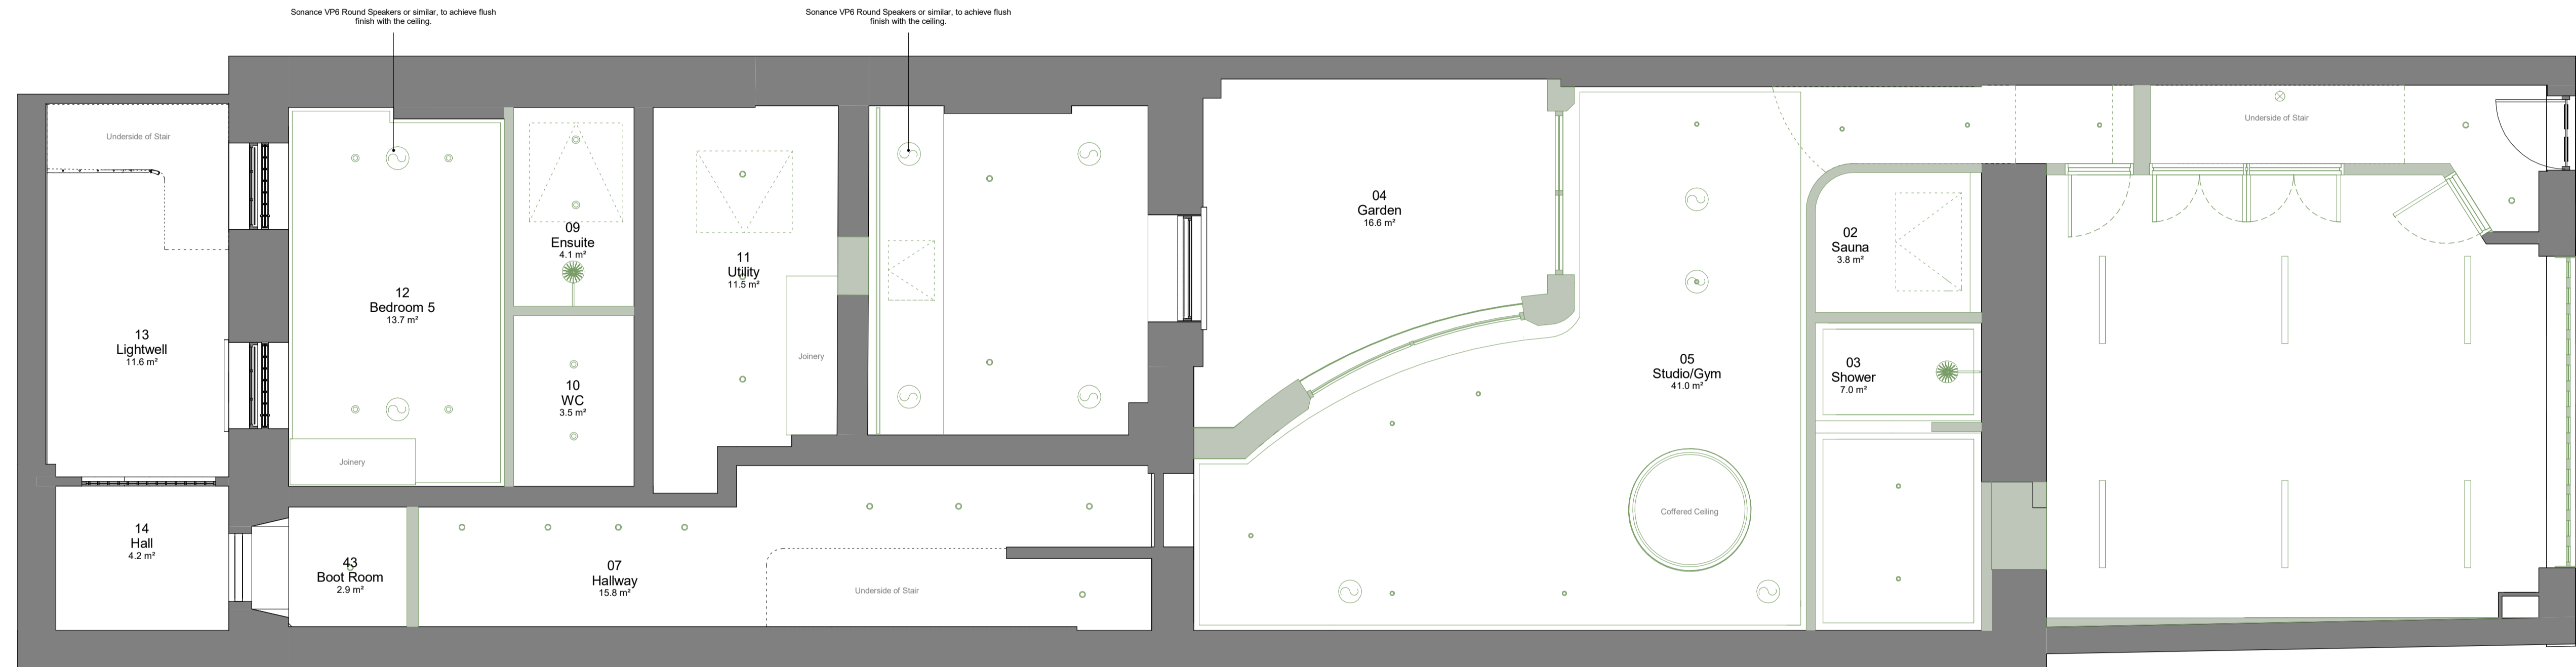 Sonance VP6 Round Speakers or similar, to achieve flush
finish with the ceiling.
Sonance VP6 Round Speakers or similar, to achieve flush
finish with the ceiling.
Underside of Stair
13
Lightwell
11.6 m²
14
Hall
4.2 m²
12
Bedroom 5
13.7 m²
Joinery
43
Boot Room
2.9 m²
09
Ensuite
4.1 m²
10
WC
3.5 m²
07
Hallway
15.8 m²
11
Utility
11.5 m²
Joinery
Underside of Stair
04
Garden
16.6 m²
05
Studio/Gym
41.0 m²
Coffered Ceiling
02
Sauna
3.8 m²
03
Shower
7.0 m²
Underside of Stair